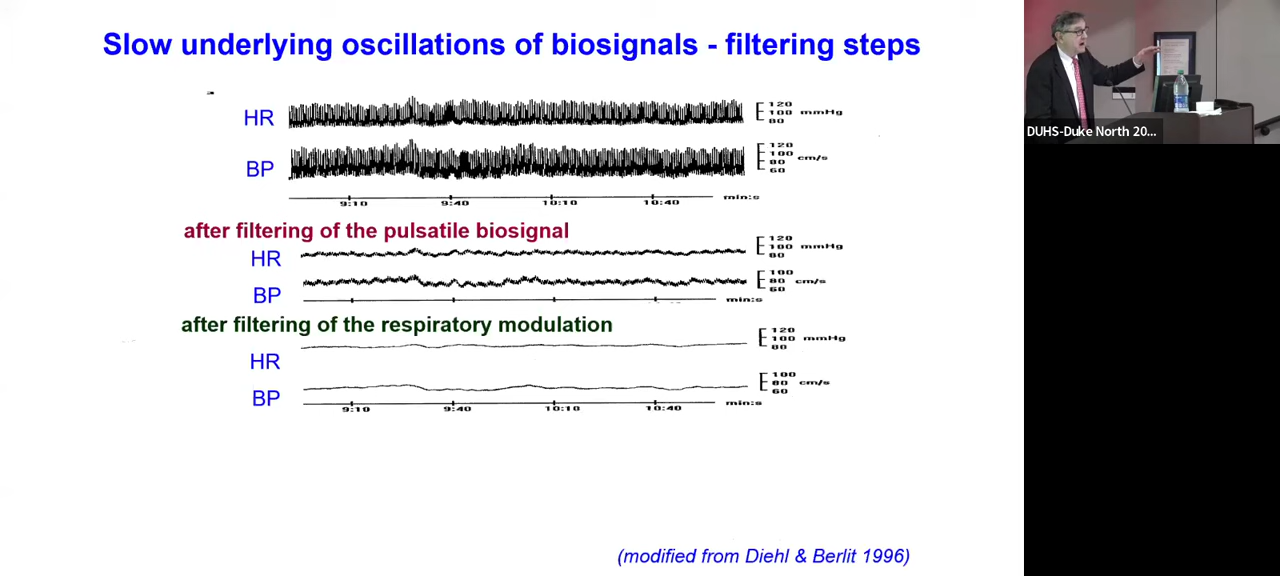 Slow underlying oscillations of biosignals - filtering steps
HR
120
100 mmHg
80
BP
120
100
80 cm/s
60
9:10 9:40 10:10 10:40 min:s
after filtering of the pulsatile biosignal
HR
120
100 mmHg
80
BP
100
80 cm/s
60
min:s
after filtering of the respiratory modulation
HR
120
100 mmHg
80
BP
100
80 cm/s
60
9:10 9:40 10:10 10:40 min:s
(modified from Diehl & Berlit 1996)
DUHS-Duke North 20...